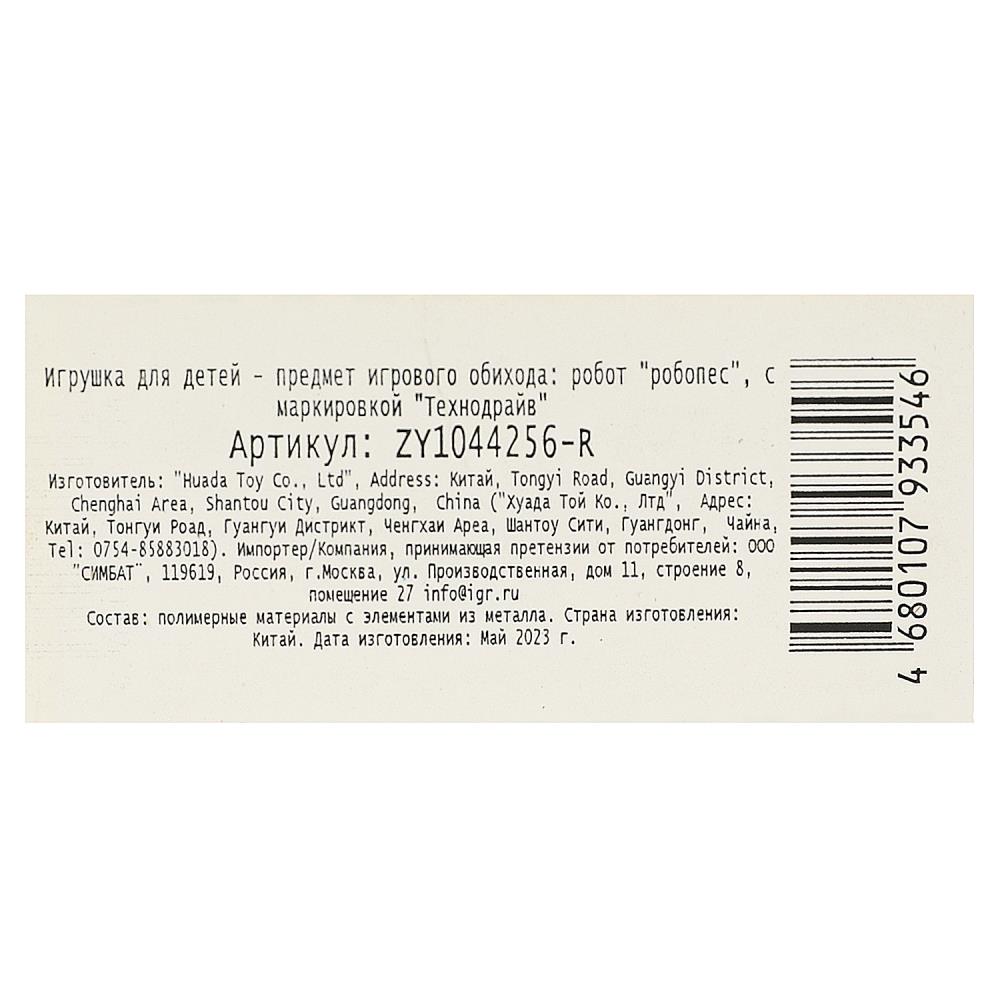 Игрушка для детей – предмет игрового обихода: робот "робопес", с
маркировкой "Технодрайв"
Артикул: ZY1044256-R
Изготовитель: "Huada Toy Co., Ltd", Address: Китай, Tongyi Road, Guangyi District,
Chenghai Area, Shantou City, Guangdong, China ("Хуада Той Ко., Лтд", Адрес:
Китай, Тонгуи Роад, Гуангуи Дистрикт, Ченгхаи Ареа, Шантоу Сити, Гуангдонг, Чайна,
Tel: 0754-85883018). Импортер/Компания, принимающая претензии от потребителей: ООО
"СИМБАТ", 119619, Россия, г.Москва, ул. Производственная, дом 11, строение 8,
помещение 27 info@igr.ru
Состав: полимерные материалы с элементами из металла. Страна изготовления:
Китай. Дата изготовления: Май 2023 г.
4 680107 933546